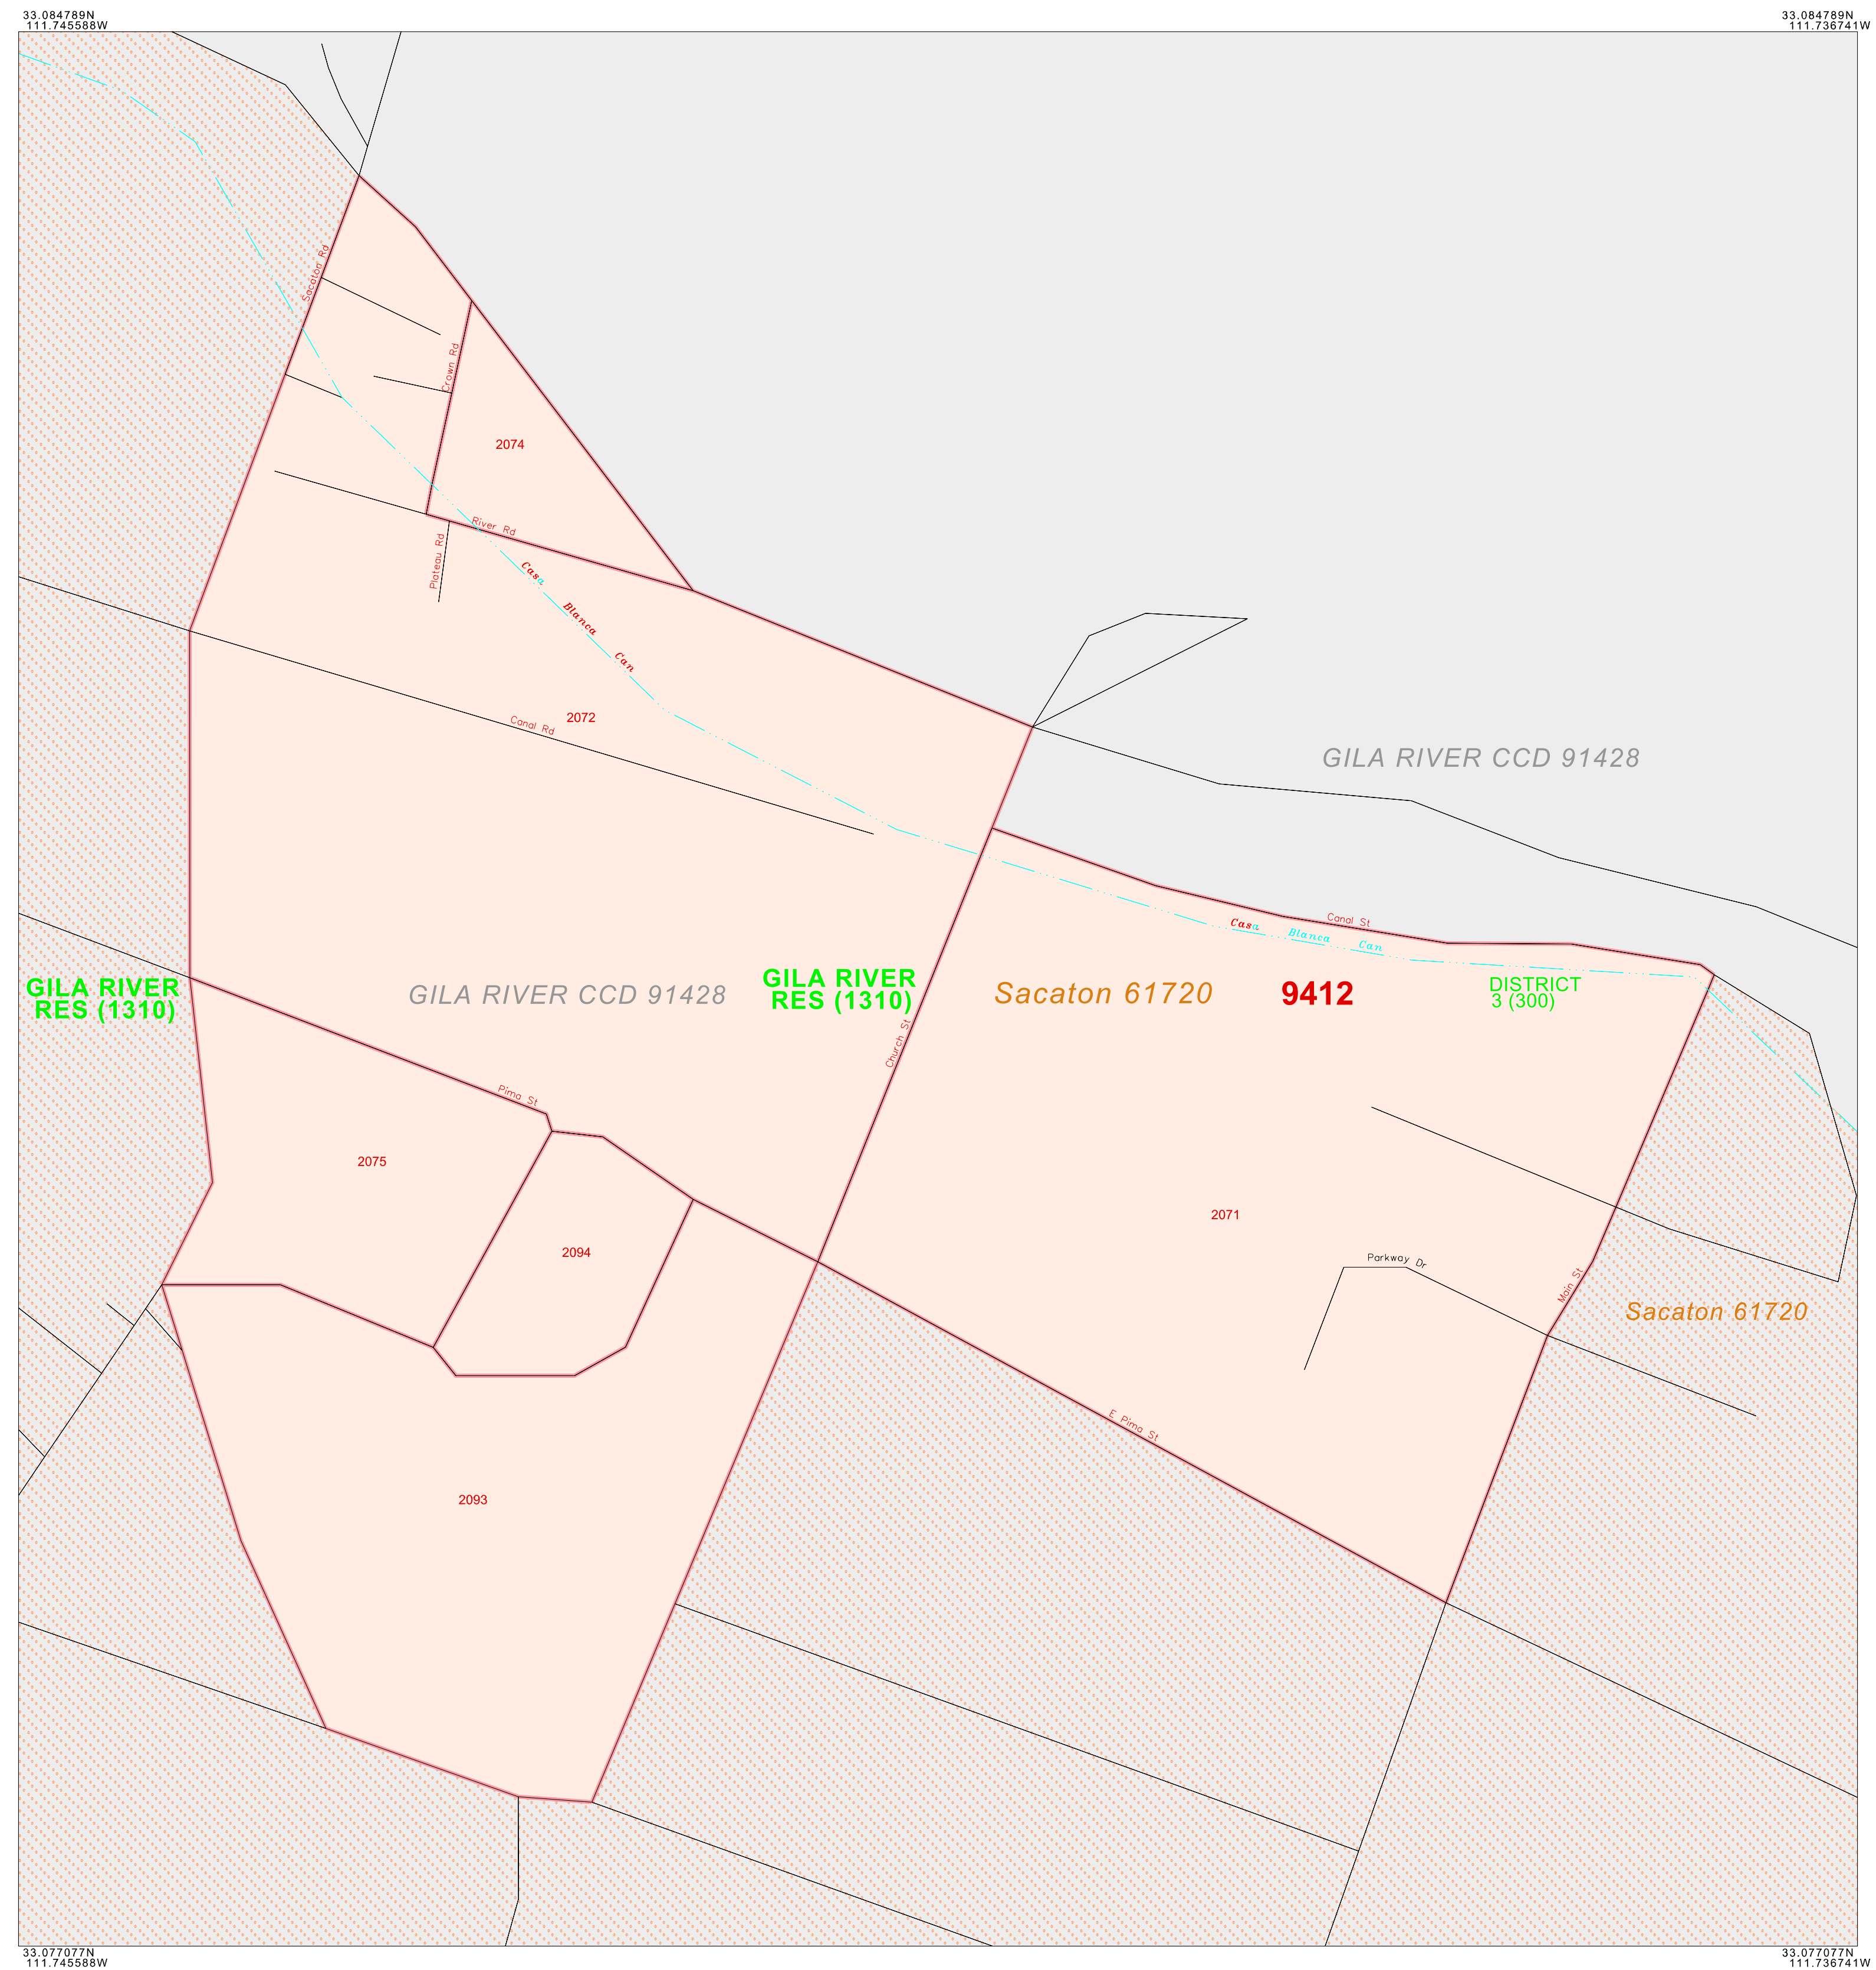 33.084789N
111.745588W
33.084789N
111.736741W
Sacaton Rd
Crown Rd
2074
River Rd
Plateau Rd
Casa Blanca Can
2072
Canal Rd
GILA RIVER CCD 91428
Canal St
Casa Blanca Can
GILA RIVER
RES (1310)
GILA RIVER CCD 91428
GILA RIVER
RES (1310)
Sacaton 61720
9412
DISTRICT
3 (300)
Church St
Pima St
2075
2094
2071
Parkway Dr
Main St
Sacaton 61720
E Pima St
2093
33.077077N
111.745588W
33.077077N
111.736741W